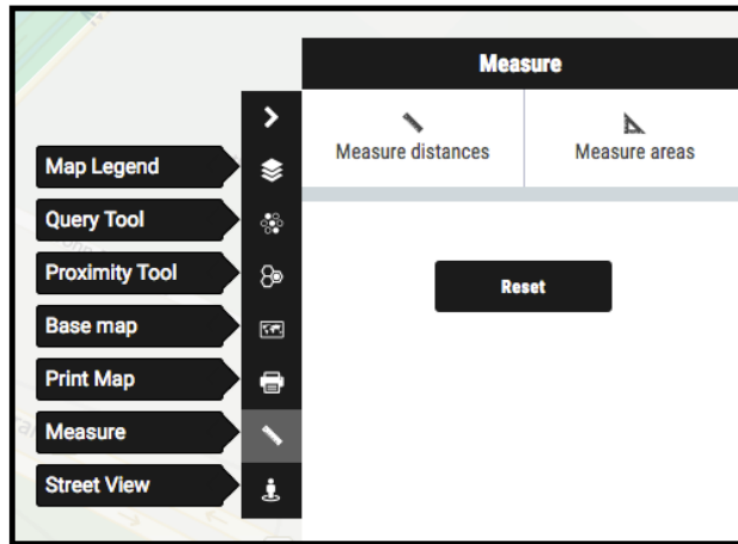 Measure
Measure distances
Measure areas
Reset
Map Legend
Query Tool
Proximity Tool
Base map
Print Map
Measure
Street View